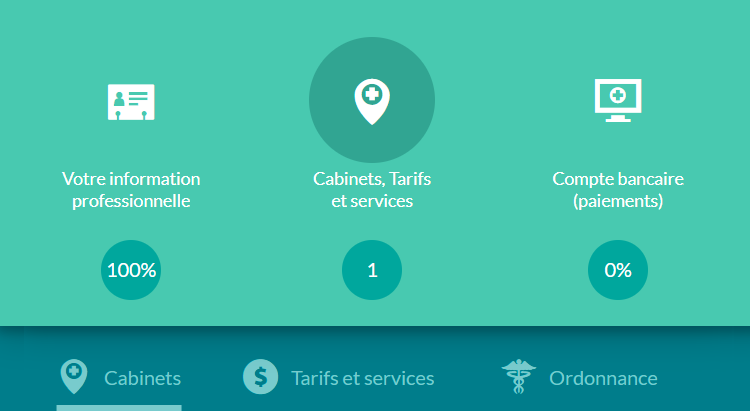 Votre information
professionnelle
Cabinets, Tarifs
et services
Compte bancaire
(paiements)
100%
1
0%
Cabinets
$ Tarifs et services
Ordonnance